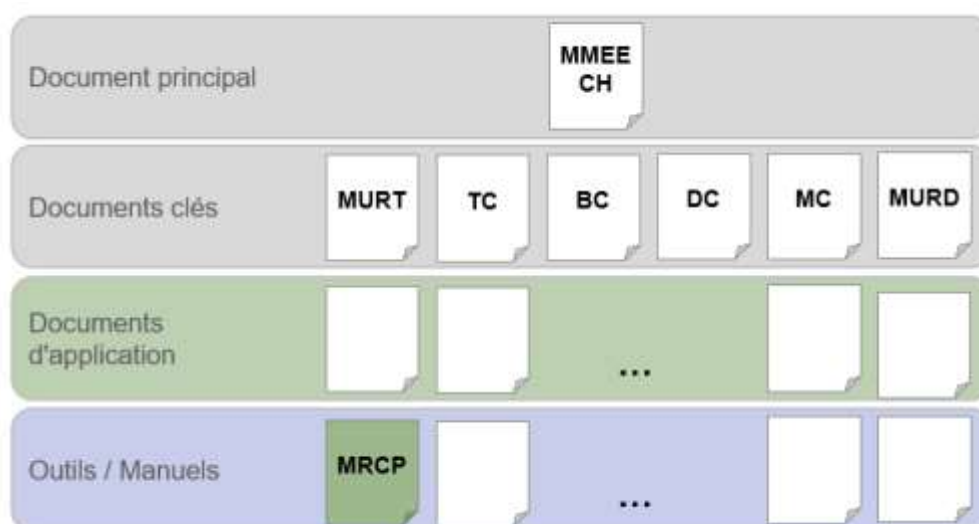 Document principal
MMEE
CH
Documents clés
MURT
TC
BC
DC
MC
MURD
Documents
d'application
...
Outils / Manuels
MRCP
...